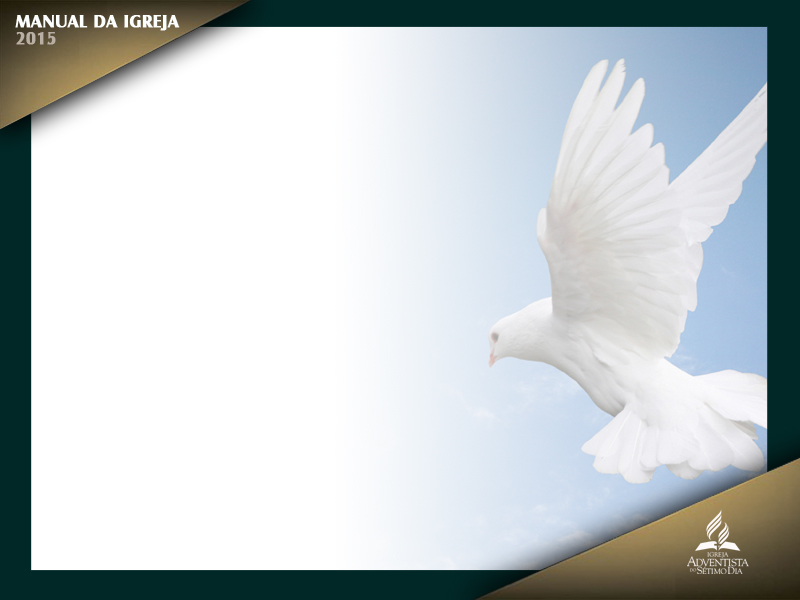 MANUAL DA IGREJA
2015
IGREJA
ADVENTISTA
DO SÉTIMO DIA